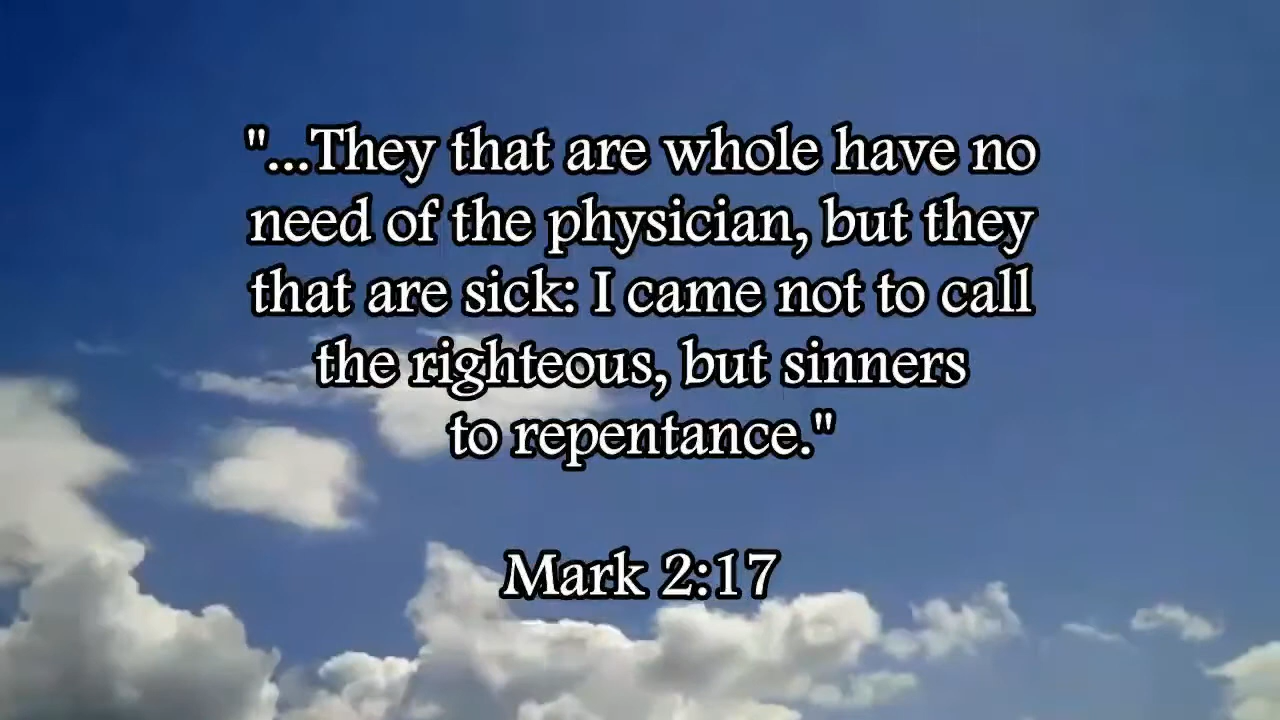 "...They that are whole have no
need of the physician, but they
that are sick: I came not to call
the righteous, but sinners
to repentance."
Mark 2:17